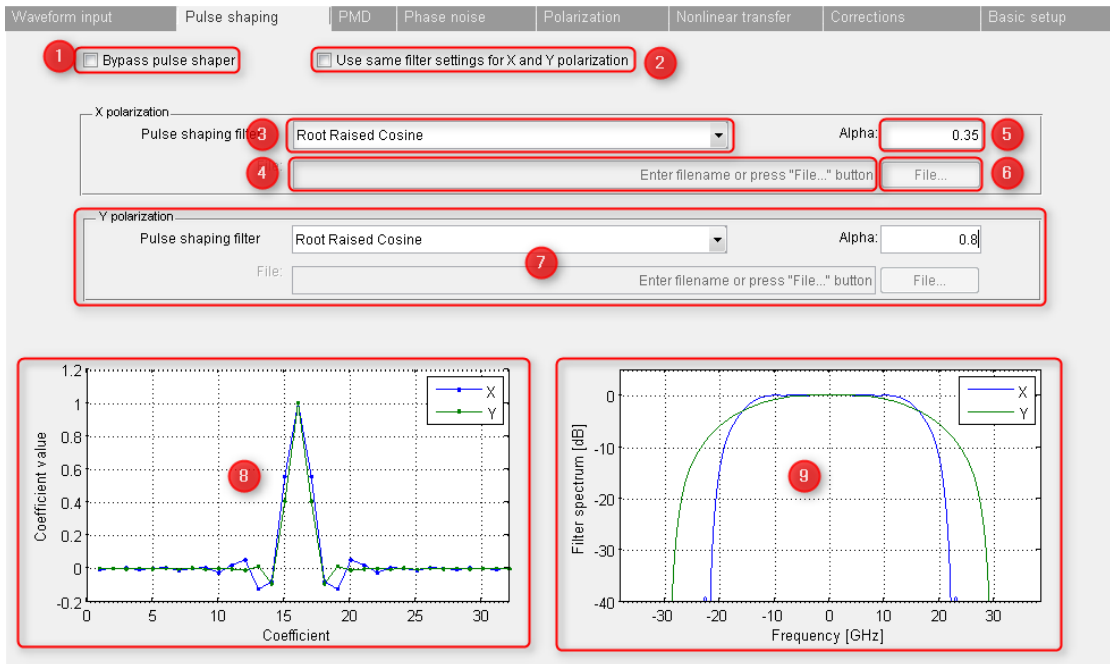 Waveform input Pulse shaping PMD Phase noise Polarization Nonlinear transfer Corrections Basic setup
1 Bypass pulse shaper Use same filter settings for X and Y polarization 2
X polarization
Pulse shaping filter 3 Root Raised Cosine Alpha: 0.35 5
4 Enter filename or press "File..." button File... 6
Y polarization
Pulse shaping filter Root Raised Cosine Alpha: 0.8
7
File: Enter filename or press "File..." button File...
Coefficient value
1.2
1
0.8
0.6
0.4
0.2
0
-0.2
X
Y
8
0 5 10 15 20 25 30
Coefficient
Filter spectrum [dB]
0
-10
-20
-30
-40
X
Y
9
-30 -20 -10 0 10 20 30
Frequency [GHz]